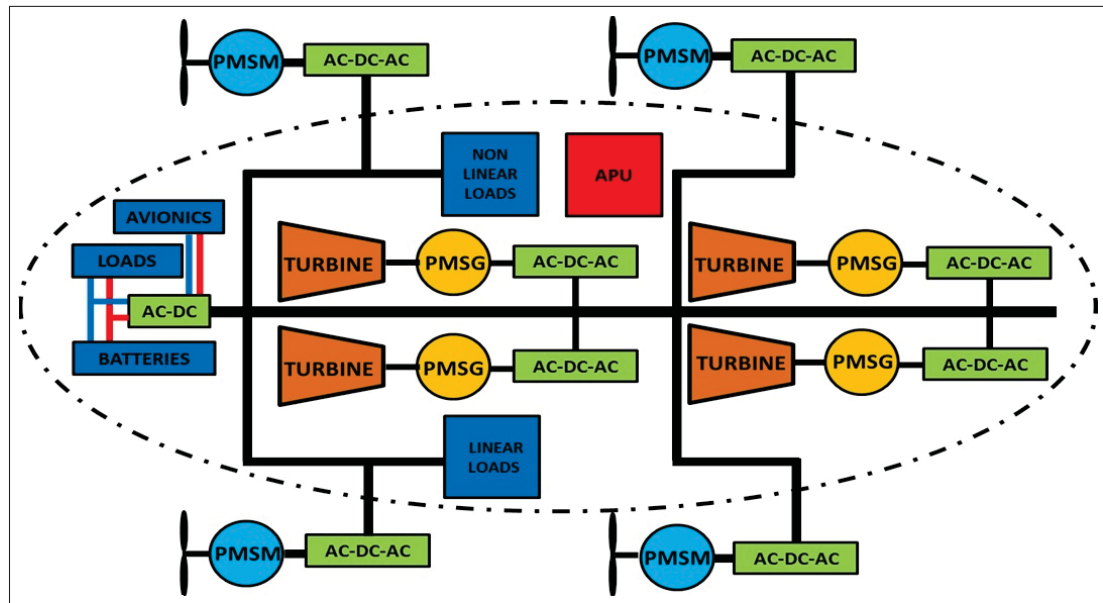 PMSM
AC-DC-AC
PMSM
AC-DC-AC
NON
LINEAR
LOADS
APU
AVIONICS
LOADS
AC-DC
BATTERIES
TURBINE
PMSG
AC-DC-AC
TURBINE
PMSG
AC-DC-AC
TURBINE
PMSG
AC-DC-AC
TURBINE
PMSG
AC-DC-AC
LINEAR
LOADS
PMSM
AC-DC-AC
PMSM
AC-DC-AC